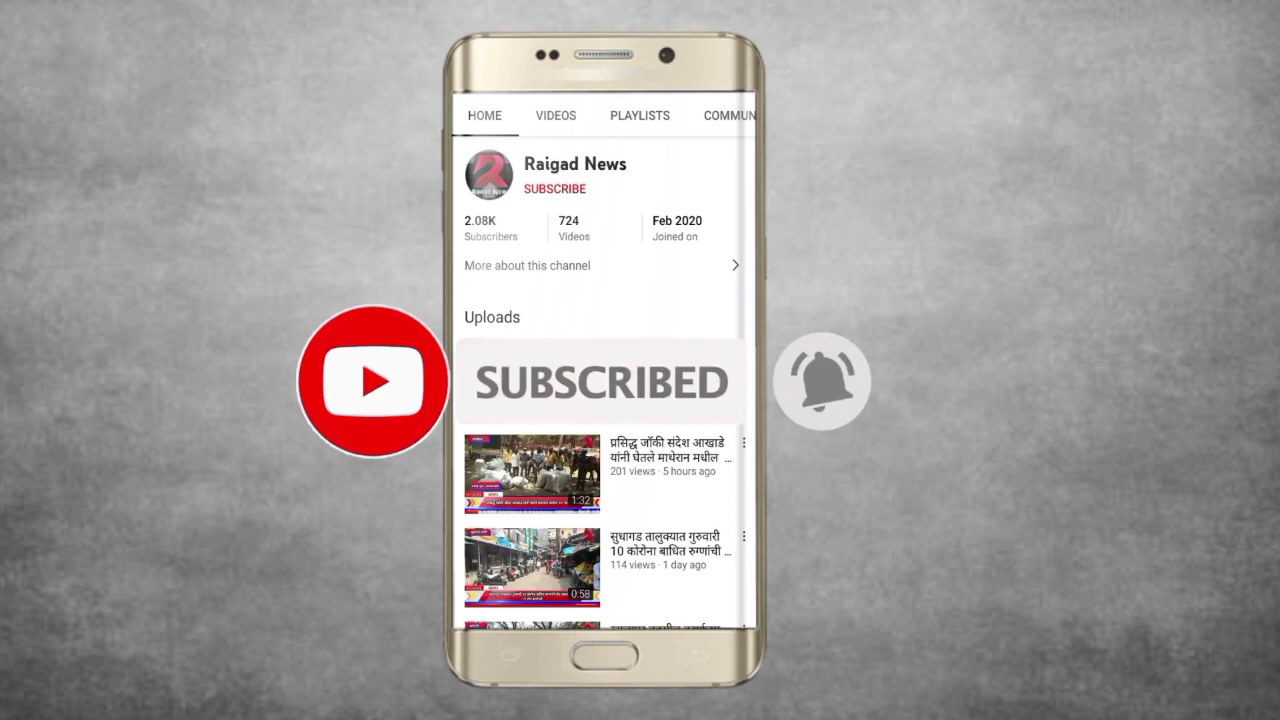 HOME VIDEOS PLAYLISTS COMMUN
Raigad News
SUBSCRIBE
2.08K 724 Feb 2020
Subscribers Videos Joined on
More about this channel
Uploads
SUBSCRIBED
प्रसिद्ध जॉकी संदेश आखाडे
यांनी घेतले माथेरान मधील ...
201 views · 5 hours ago
1:32
सुधागड तालुक्यात गुरुवारी
10 कोरोना बाधित रुग्णांची ...
114 views · 1 day ago
0:58